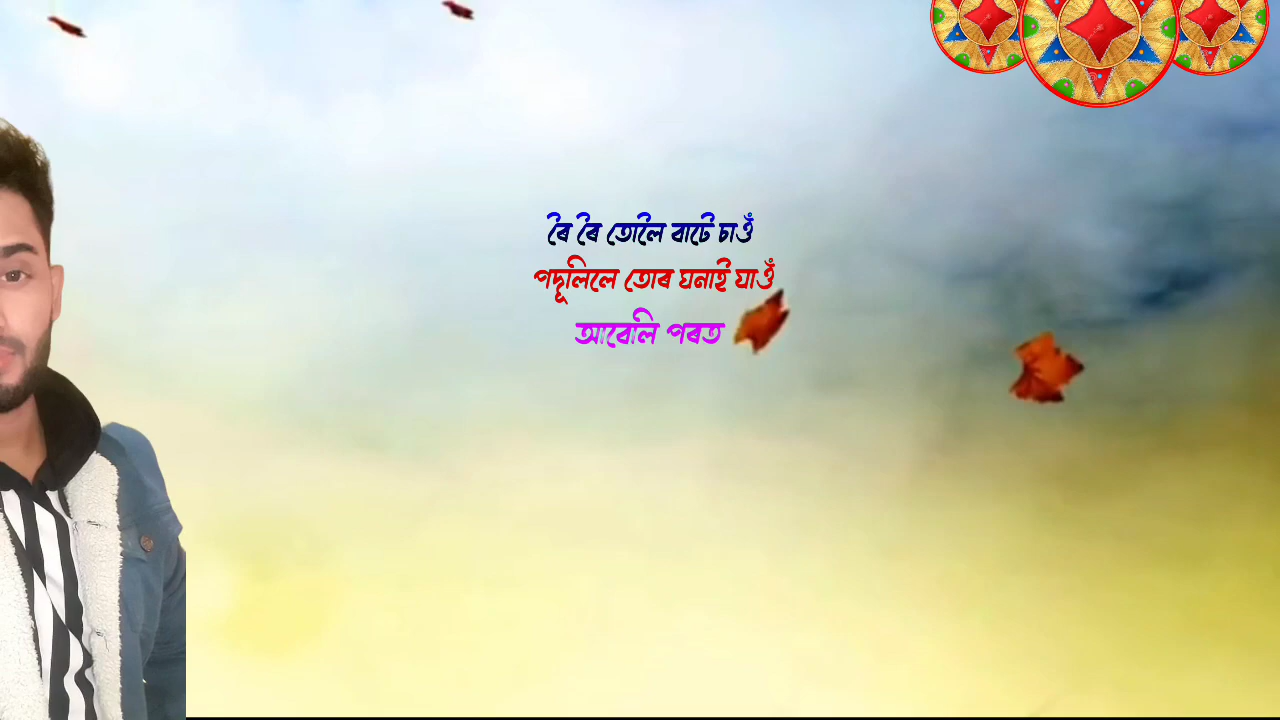 ৰৈ ৰৈ তোলৈ বাটে চাওঁ
পদূলিলে তোৰ ঘনাই যাওঁ
আবেলি পৰত